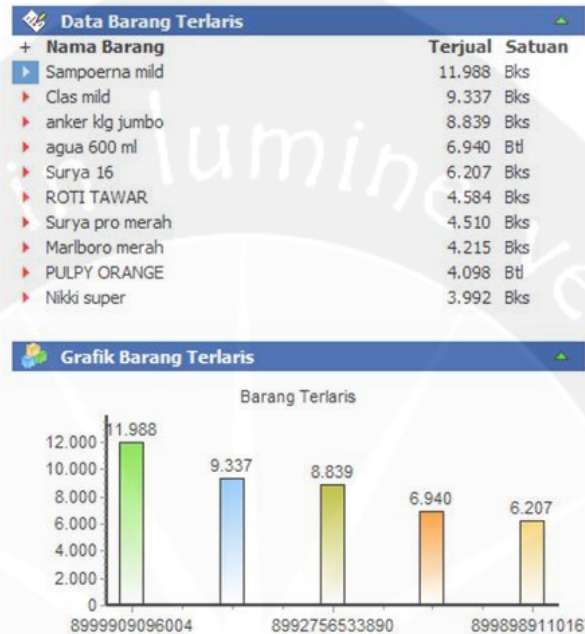 Data Barang Terlaris
+ Nama Barang Terjual Satuan
Sampoerna mild 11.988 Bks
Clas mild 9.337 Bks
anker klg jumbo 8.839 Bks
agua 600 ml 6.940 Btl
Surya 16 6.207 Bks
ROTI TAWAR 4.584 Bks
Surya pro merah 4.510 Bks
Marlboro merah 4.215 Bks
PULPY ORANGE 4.098 Btl
Nikki super 3.992 Bks
in lumine ve
Grafik Barang Terlaris
Barang Terlaris
11.988
9.337
8.839
6.940
6.207
12.000
10.000
8.000
6.000
4.000
2.000
0
8999909096004 8992756533890 899898911016